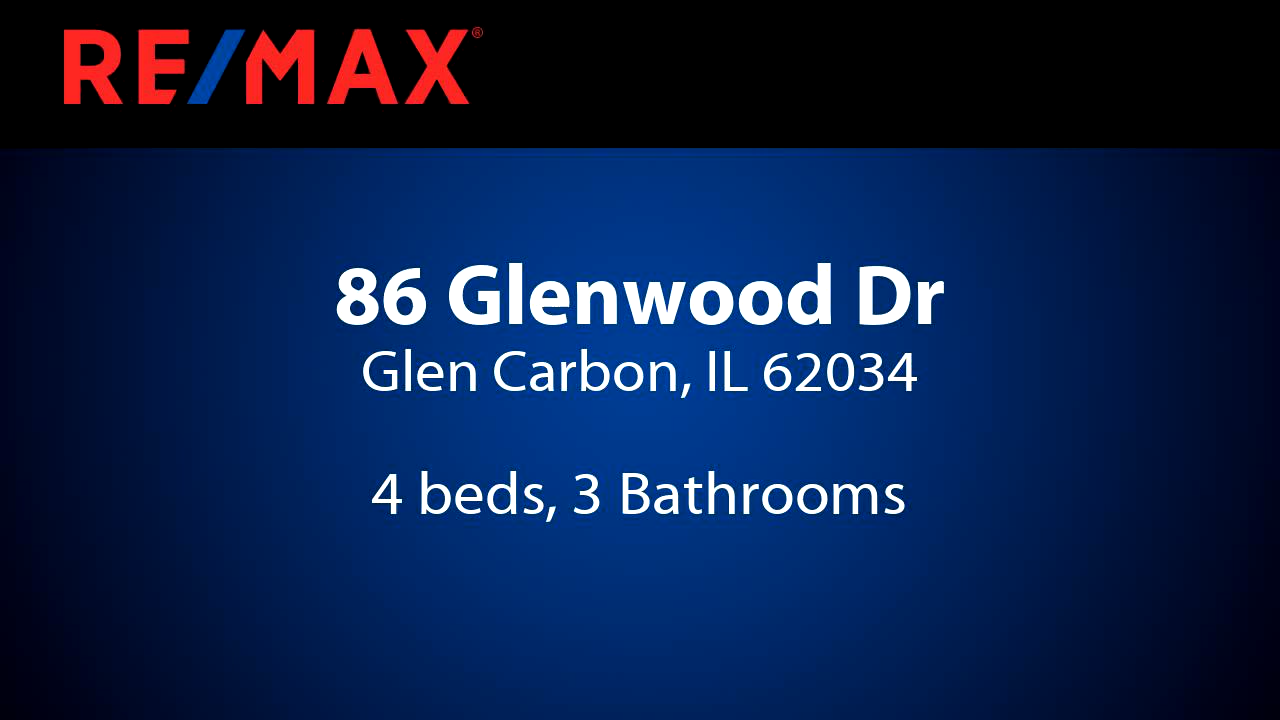 RE/MAX®
86 Glenwood Dr
Glen Carbon, IL 62034
4 beds, 3 Bathrooms